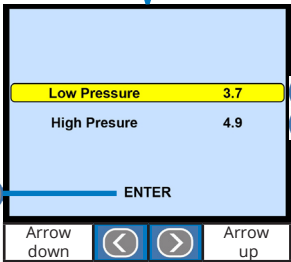 Low Pressure 3.7
High Presure 4.9
ENTER
Arrow down
Arrow up